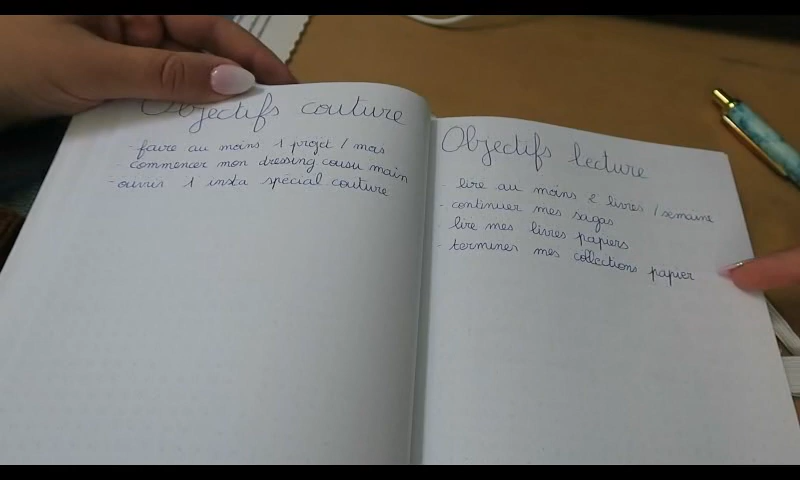 Objectifs couture
- faire au moins 1 projet / mois
- commencer mon dressing cousu main
- ouvrir 1 insta spécial couture
Objectifs lecture
- lire au moins 2 livres / semaine
- continuer mes sagas
- lire mes livres papiers
- terminer mes collections papier